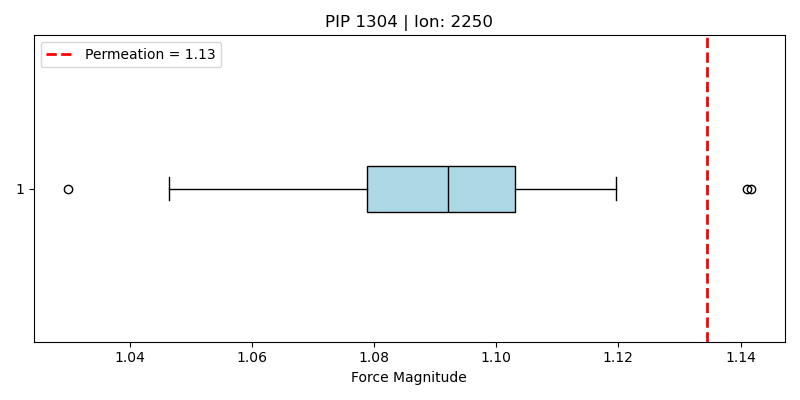 PIP 1304 | Ion: 2250
Permeation = 1.13
1
1.04 1.06 1.08 1.10 1.12 1.14
Force Magnitude